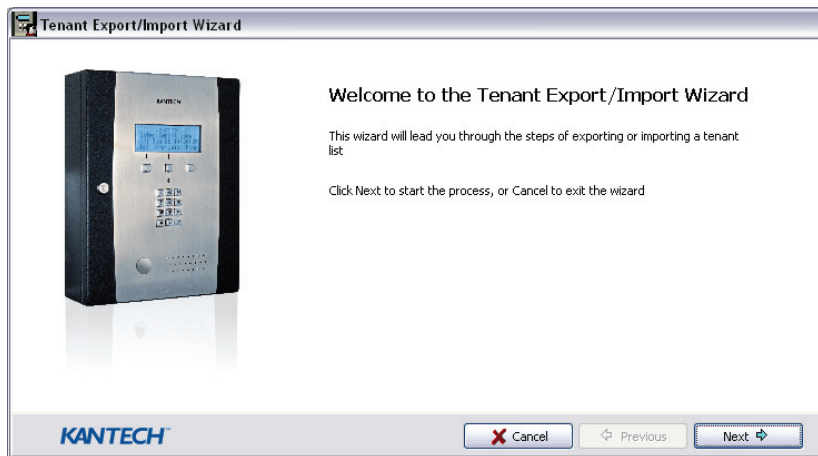 Tenant Export/Import Wizard
KANTECH
Welcome to the Tenant Export/Import Wizard
This wizard will lead you through the steps of exporting or importing a tenant
list
Click Next to start the process, or Cancel to exit the wizard
KANTECH
Cancel
Previous
Next